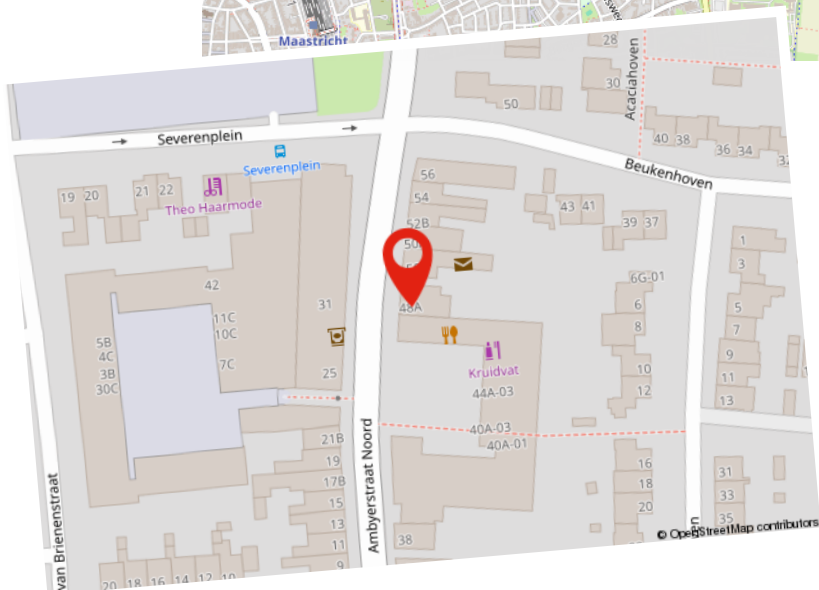 Maastricht
28
Acaciahoven
30
50
40 38
36 34
Severenplein
Severenplein
Beukenhoven
56
19 20
21 22
Theo Haarmode
54
52B
43 41
39 37
1
3
42
31
48A
6G-01
6
8
5
7
11C
10C
5B
4C
3B
30C
7C
25
Kruidvat
44A-03
10
12
9
11
13
40A-03
40A-01
21B
19
17B
15
13
11
9
Ambyerstraat Noord
16
18
20
31
33
35
38
van Brienenstraat
20 18 16 14 12 10
© OpenStreetMap contributors